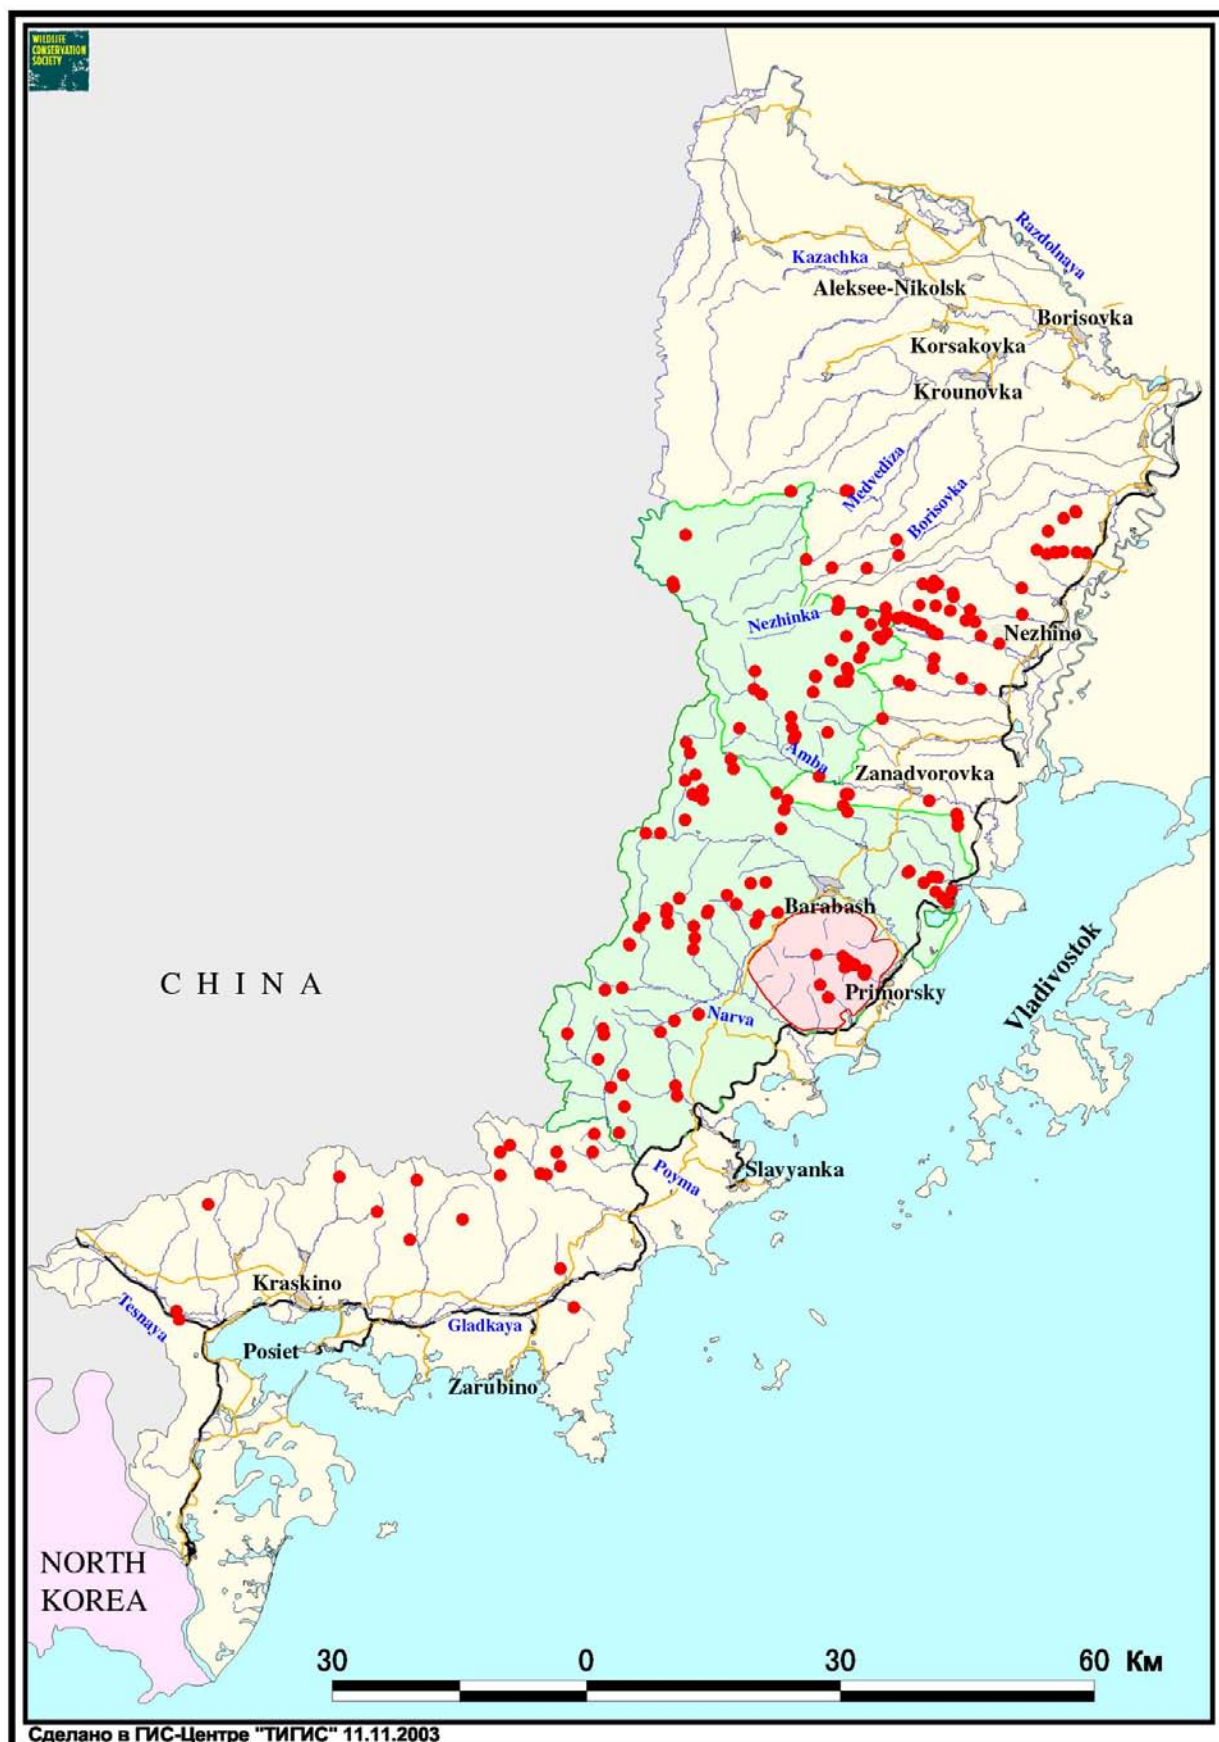 WILDLIFE
CONSERVATION
SOCIETY
Razdolnaya
Kazachka
Aleksee-Nikolsk
Borisovka
Korsakovka
Krounovka
Medvediza
Borisovka
Nezhinka
Nezhino
Amba
Zanadvorovka
Barabash
CHINA
Primorsky
Vladivostok
Narva
Slavyanka
Poyma
Kraskino
Tesnaya
Gladkaya
Posiet
Zarubino
NORTH
KOREA
30 0 30 60 Км
Сделано в ГИС-Центре "ТИГИС" 11.11.2003